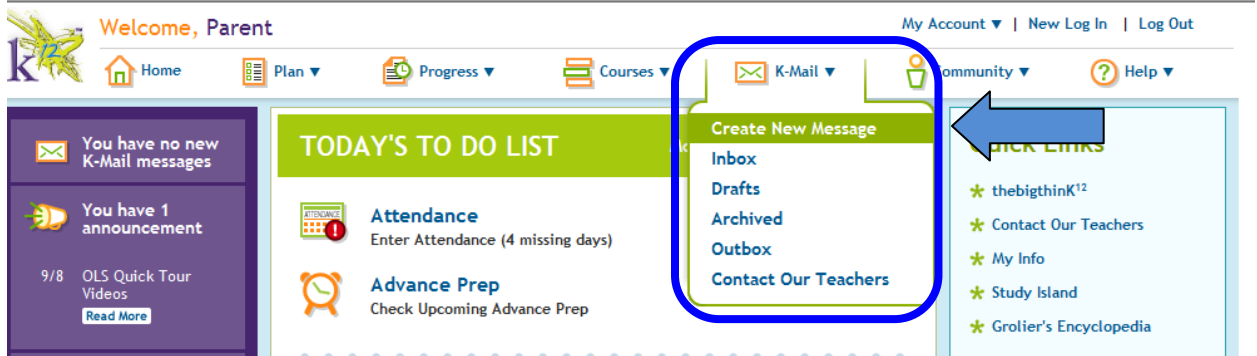 Welcome, Parent
My Account ▼ | New Log In | Log Out
k12
Home
Plan ▼
Progress ▼
Courses ▼
K-Mail ▼
Community ▼
Help ▼
You have no new
K-Mail messages
You have 1
announcement
9/8 OLS Quick Tour
Videos
Read More
TODAY'S TO DO LIST
ATTENDANCE
Attendance
Enter Attendance (4 missing days)
Advance Prep
Check Upcoming Advance Prep
Create New Message
Inbox
Drafts
Archived
Outbox
Contact Our Teachers
Quick Links
thebigthinK12
Contact Our Teachers
My Info
Study Island
Grolier's Encyclopedia